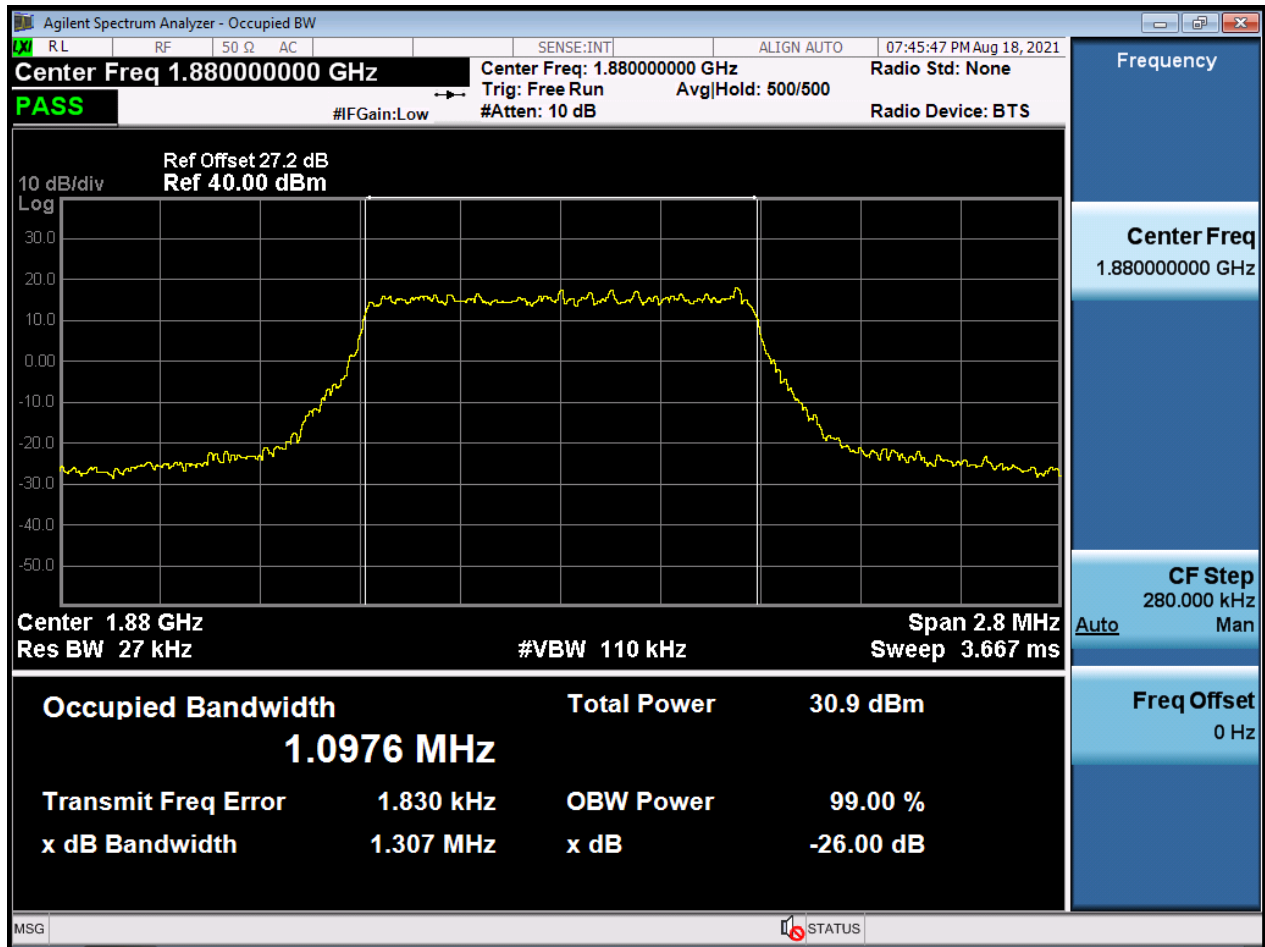 Agilent Spectrum Analyzer - Occupied BW
LXI RL RF 50 Ω AC SENSE:INT ALIGN AUTO 07:45:47 PM Aug 18, 2021
Center Freq 1.880000000 GHz
Center Freq: 1.880000000 GHz Radio Std: None
Trig: Free Run Avg|Hold: 500/500
PASS #IFGain:Low #Atten: 10 dB Radio Device: BTS
Ref Offset 27.2 dB
10 dB/div Ref 40.00 dBm
Log
30.0
20.0
10.0
0.00
-10.0
-20.0
-30.0
-40.0
-50.0
Center 1.88 GHz Span 2.8 MHz
Res BW 27 kHz #VBW 110 kHz Sweep 3.667 ms
Occupied Bandwidth Total Power 30.9 dBm
1.0976 MHz
Transmit Freq Error 1.830 kHz OBW Power 99.00 %
x dB Bandwidth 1.307 MHz x dB -26.00 dB
MSG STATUS
Frequency
Center Freq
1.880000000 GHz
CF Step
280.000 kHz
Auto Man
Freq Offset
0 Hz